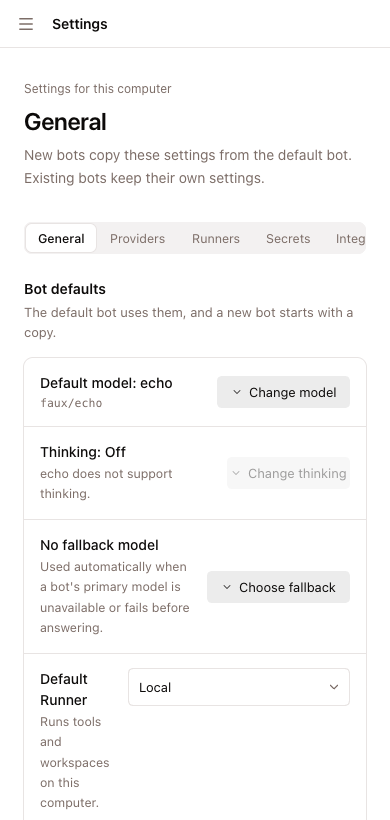 Settings
Settings for this computer
General
New bots copy these settings from the default bot.
Existing bots keep their own settings.
General Providers Runners Secrets Integ
Bot defaults
The default bot uses them, and a new bot starts with a
copy.
Default model: echo
faux/echo
Change model
Thinking: Off
echo does not support
thinking.
Change thinking
No fallback model
Used automatically when
a bot's primary model is
unavailable or fails before
answering.
Choose fallback
Default
Runner
Runs tools
and
workspaces
on this
computer.
Local